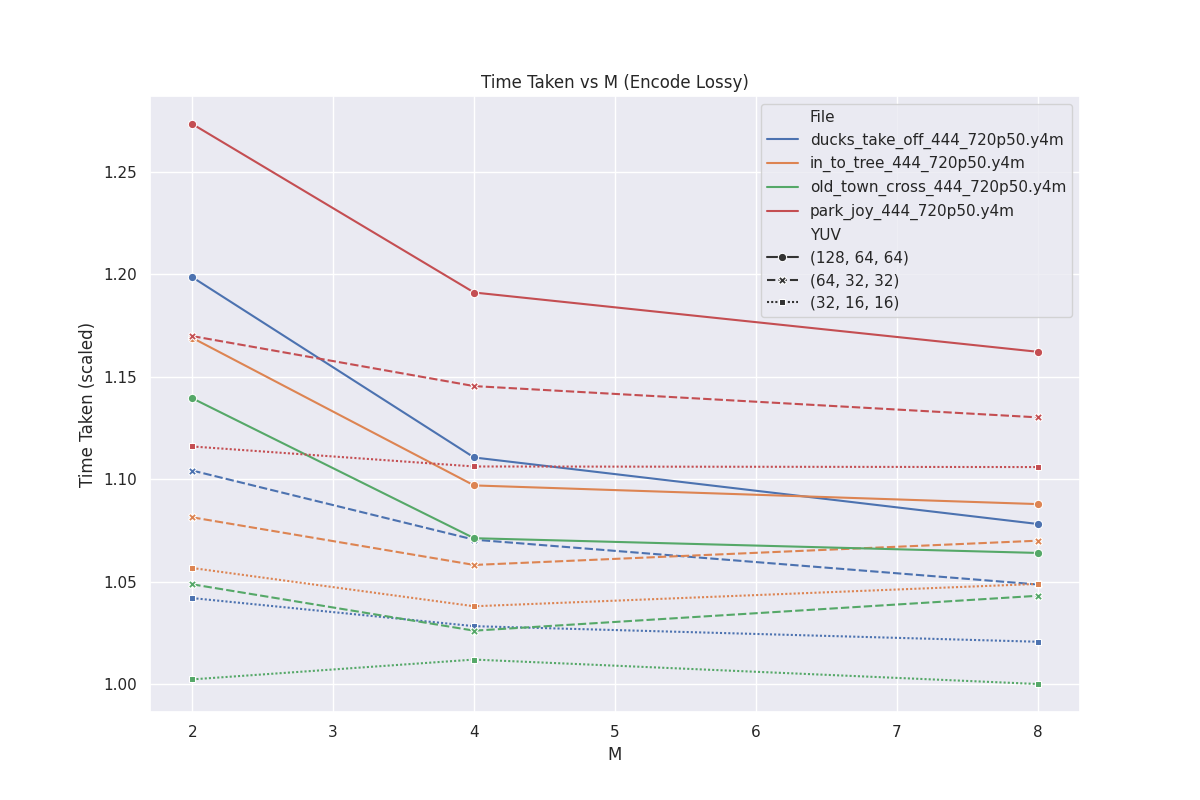 Time Taken vs M (Encode Lossy)
File
ducks_take_off_444_720p50.y4m
in_to_tree_444_720p50.y4m
old_town_cross_444_720p50.y4m
park_joy_444_720p50.y4m
YUV
(128, 64, 64)
(64, 32, 32)
(32, 16, 16)
Time Taken (scaled)
1.25
1.20
1.15
1.10
1.05
1.00
2 3 4 5 6 7 8
M